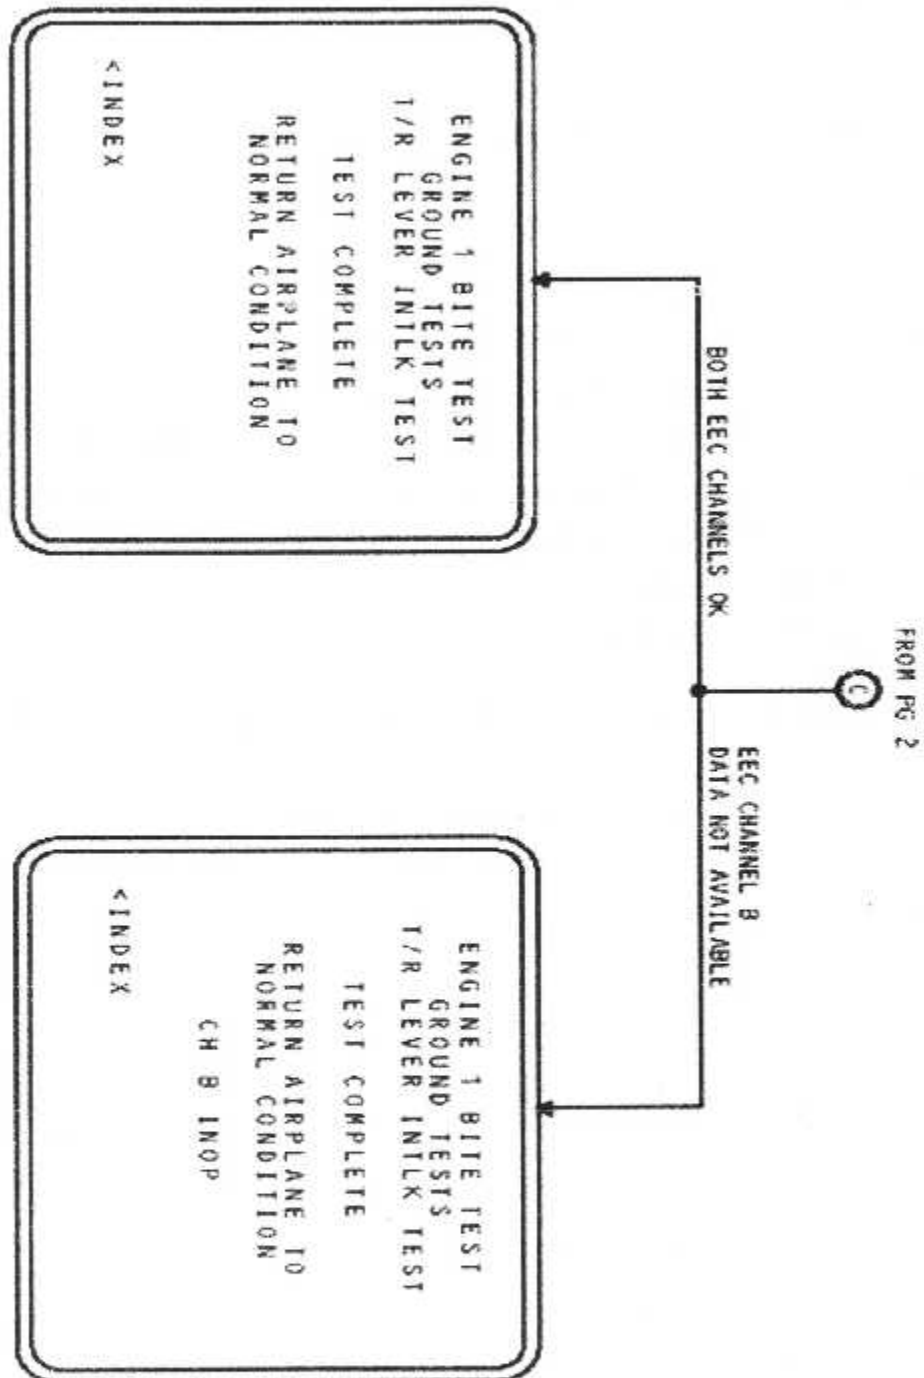 FROM PG 2
C
BOTH EEC CHANNELS OK
EEC CHANNEL B
DATA NOT AVAILABLE
ENGINE 1 BITE TEST
GROUND TESTS
T/R LEVER INTLK TEST
TEST COMPLETE
RETURN AIRPLANE TO
NORMAL CONDITION
<INDEX
ENGINE 1 BITE TEST
GROUND TESTS
T/R LEVER INTLK TEST
TEST COMPLETE
RETURN AIRPLANE TO
NORMAL CONDITION
CH B INOP
<INDEX